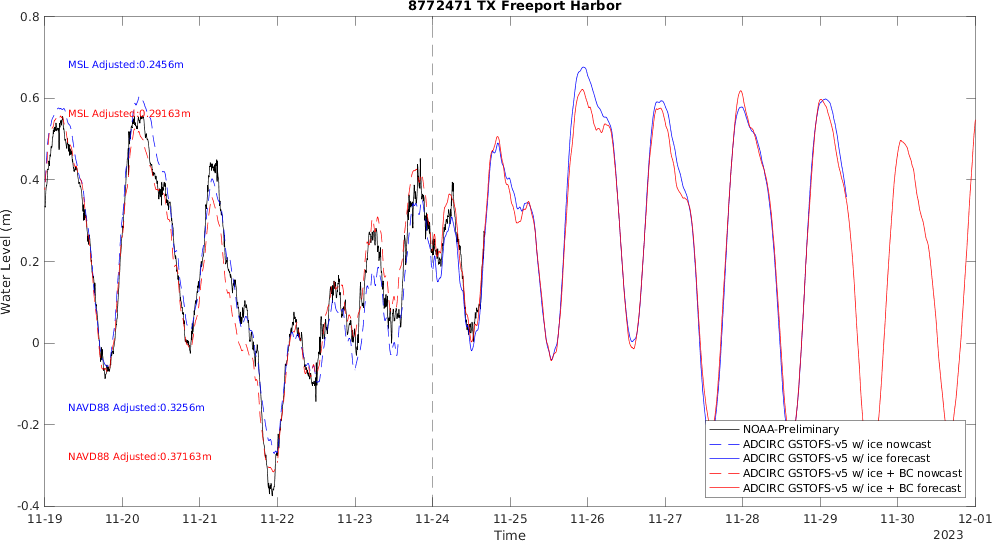 8772471 TX Freeport Harbor
0.8
MSL Adjusted:0.2456m
0.6
MSL Adjusted:0.29163m
0.4
Water Level (m)
0.2
0
NAVD88 Adjusted:0.3256m
-0.2
NAVD88 Adjusted:0.37163m
-0.4
NOAA-Preliminary
ADCIRC GSTOFS-v5 w/ ice nowcast
ADCIRC GSTOFS-v5 w/ ice forecast
ADCIRC GSTOFS-v5 w/ ice + BC nowcast
ADCIRC GSTOFS-v5 w/ ice + BC forecast
11-19 11-20 11-21 11-22 11-23 11-24 11-25 11-26 11-27 11-28 11-29 11-30 12-01
Time
2023